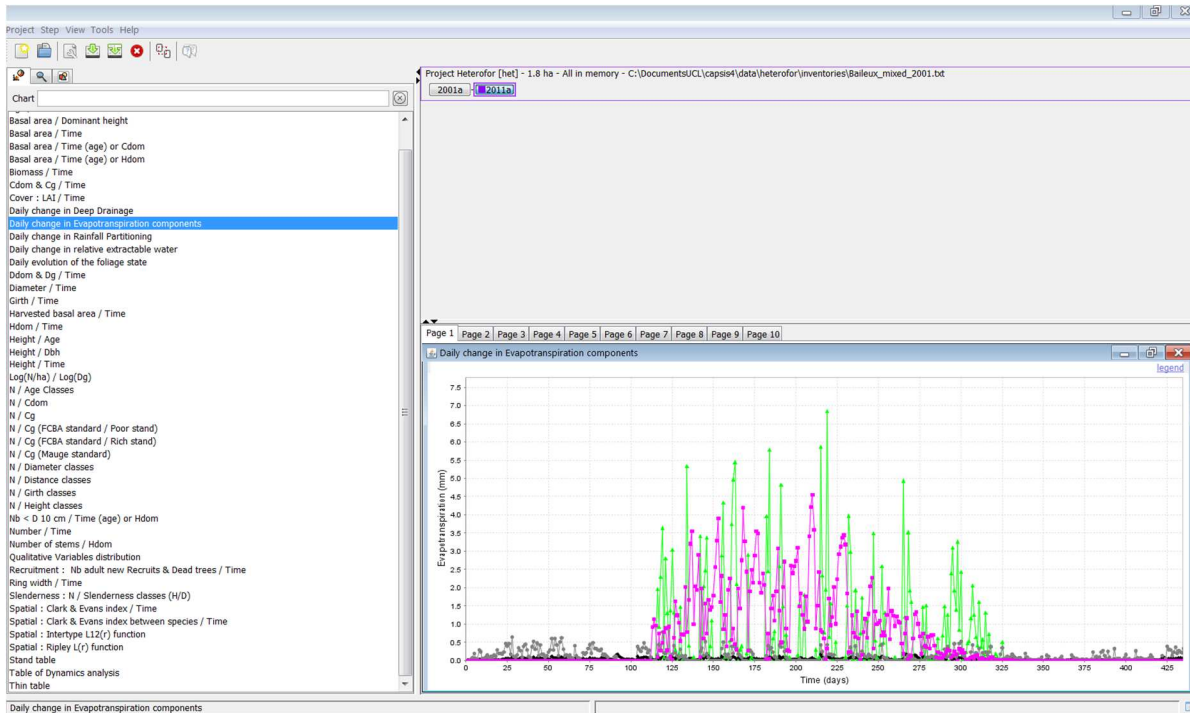 Project Step View Tools Help
Chart
Basal area / Dominant height
Basal area / Time
Basal area / Time (age) or Cdom
Basal area / Time (age) or Hdom
Biomass / Time
Cdom & Cg / Time
Cover : LAI / Time
Daily change in Deep Drainage
Daily change in Evapotranspiration components
Daily change in Rainfall Partitioning
Daily change in relative extractable water
Daily evolution of the foliage state
Ddom & Dg / Time
Diameter / Time
Girth / Time
Harvested basal area / Time
Hdom / Time
Height / Age
Height / Dbh
Height / Time
Log(N/ha) / Log(Dg)
N / Age Classes
N / Cdom
N / Cg
N / Cg (FCBA standard / Poor stand)
N / Cg (FCBA standard / Rich stand)
N / Cg (Mauge standard)
N / Diameter classes
N / Distance classes
N / Girth classes
N / Height classes
Nb < D 10 cm / Time (age) or Hdom
Number / Time
Number of stems / Hdom
Qualitative Variables distribution
Recruitment : Nb adult new Recruits & Dead trees / Time
Ring width / Time
Slenderness : N / Slenderness classes (H/D)
Spatial : Clark & Evans index / Time
Spatial : Clark & Evans index between species / Time
Spatial : Intertype L12(r) function
Spatial : Ripley L(r) function
Stand table
Table of Dynamics analysis
Thin table
Daily change in Evapotranspiration components
Project Heterofor [het] - 1.8 ha - All in memory - C:\DocumentsUCL\capsis4\data\heterofor\inventories\Baileux_mixed_2001.txt
2001a 2011a
Page 1 Page 2 Page 3 Page 4 Page 5 Page 6 Page 7 Page 8 Page 9 Page 10
Daily change in Evapotranspiration components
legend
Evapotranspiration (mm)
7.5
7.0
6.5
6.0
5.5
5.0
4.5
4.0
3.5
3.0
2.5
2.0
1.5
1.0
0.5
0.0
0 25 50 75 100 125 150 175 200 225 250 275 300 325 350 375 400 425
Time (days)